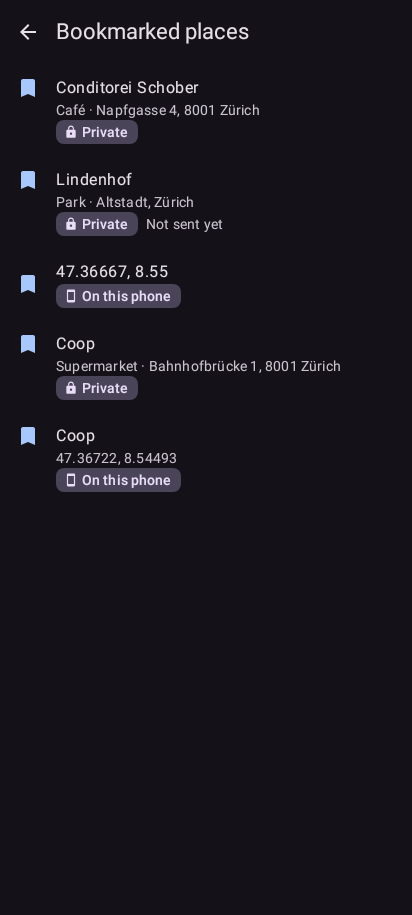 Bookmarked places
Conditorei Schober
Café · Napfgasse 4, 8001 Zürich
Private
Lindenhof
Park · Altstadt, Zürich
Private Not sent yet
47.36667, 8.55
On this phone
Coop
Supermarket · Bahnhofbrücke 1, 8001 Zürich
Private
Coop
47.36722, 8.54493
On this phone